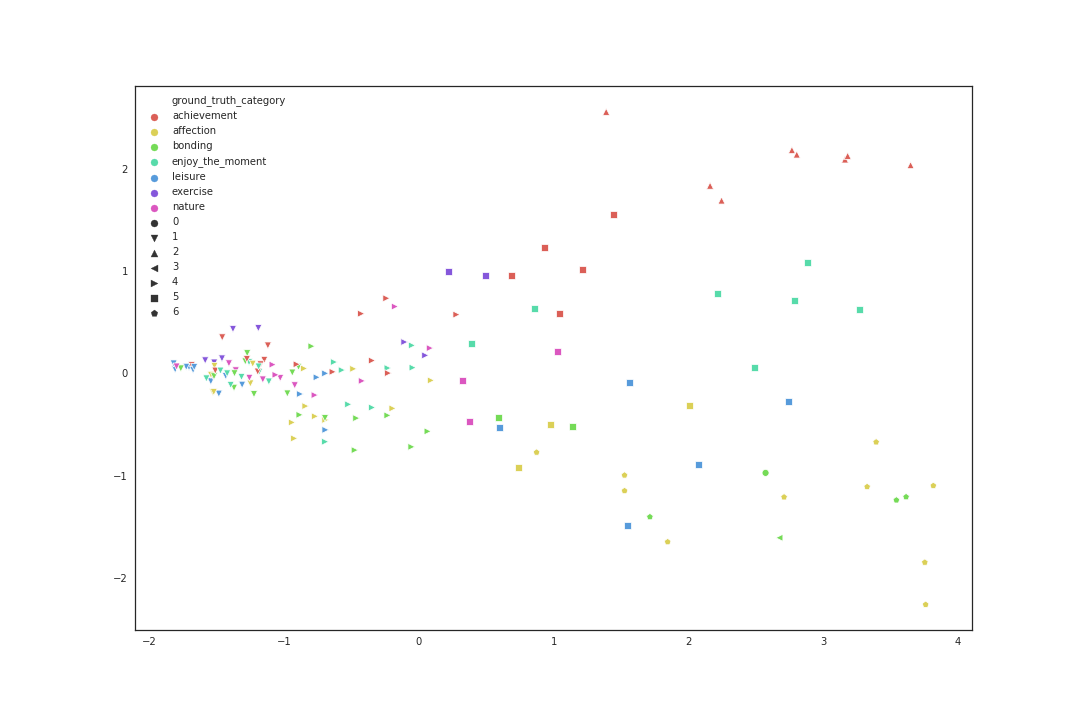 ground_truth_category
achievement
affection
bonding
enjoy_the_moment
leisure
exercise
nature
0
1
2
3
4
5
6
2
1
0
−1
−2
−2
−1
0
1
2
3
4